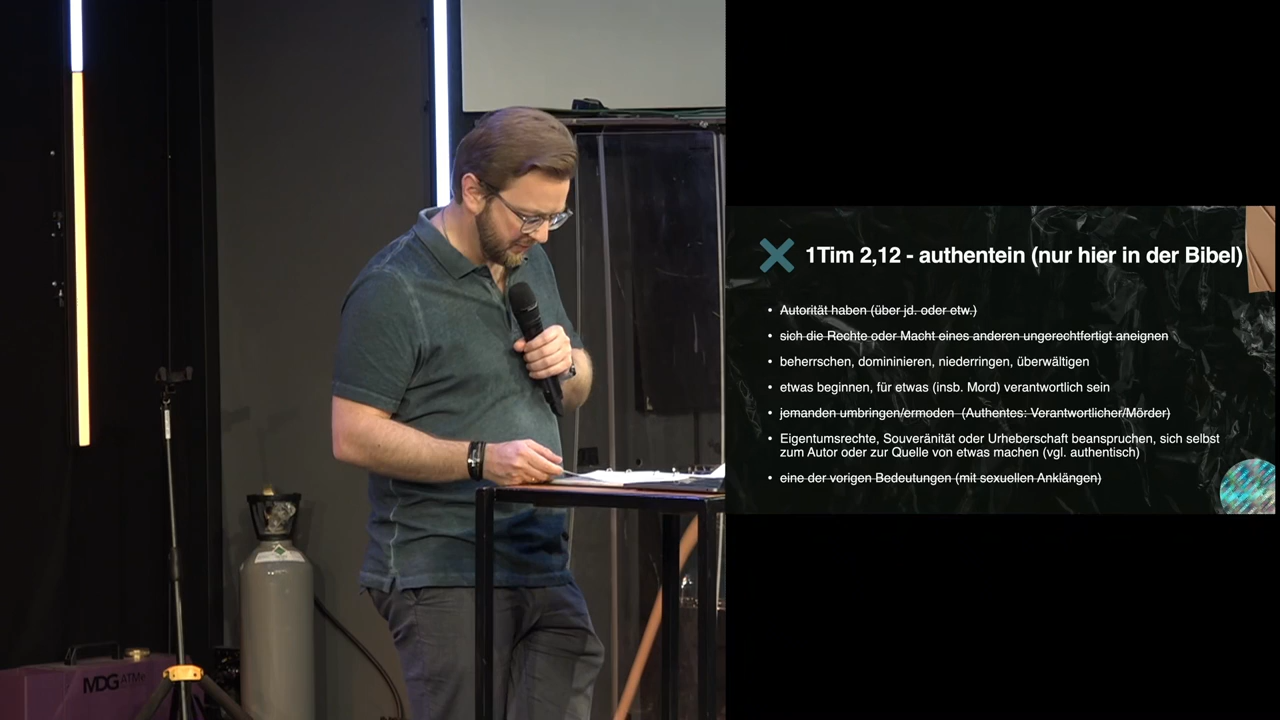 1Tim 2,12 - authentein (nur hier in der Bibel)
• Autorität haben (über jd. oder etw.)
• sich die Rechte oder Macht eines anderen ungerechtfertigt aneignen
• beherrschen, domininieren, niederringen, überwältigen
• etwas beginnen, für etwas (insb. Mord) verantwortlich sein
• jemanden umbringen/ermoden (Authentes: Verantwortlicher/Mörder)
• Eigentumsrechte, Souveränität oder Urheberschaft beanspruchen, sich selbst
zum Autor oder zur Quelle von etwas machen (vgl. authentisch)
• eine der vorigen Bedeutungen (mit sexuellen Anklängen)
MDG ATMe